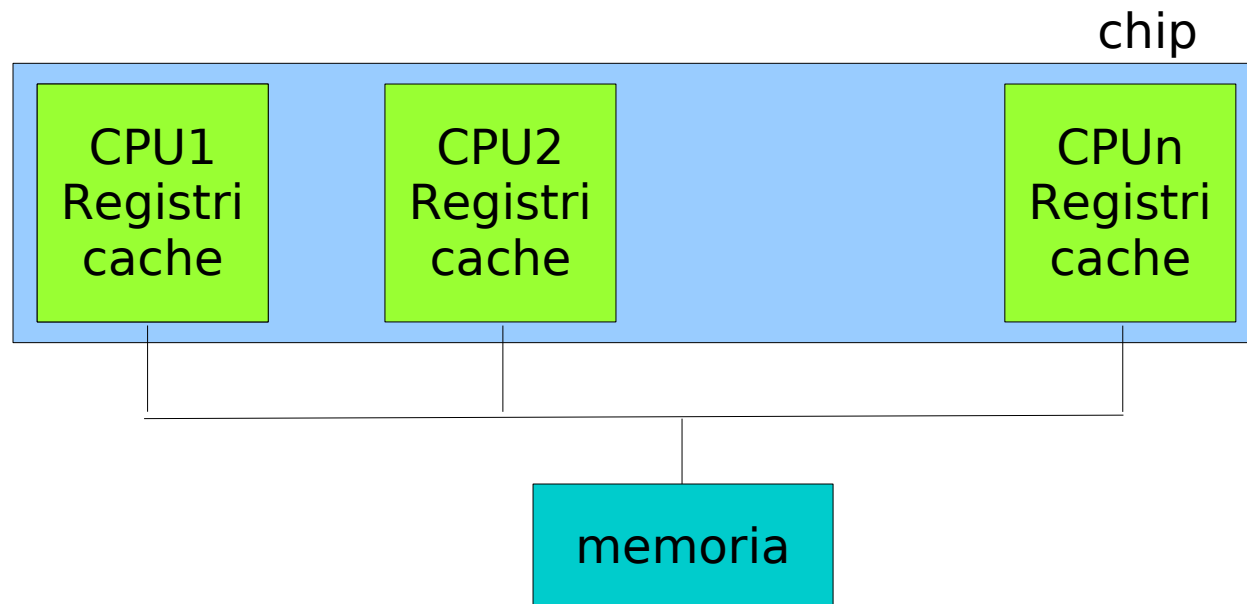 chip
CPU1
Registri
cache
CPU2
Registri
cache
CPUn
Registri
cache
memoria